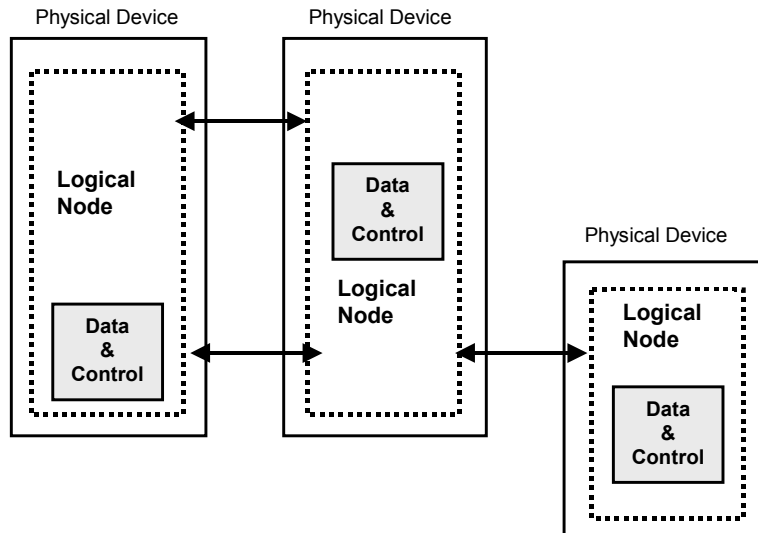 Physical Device
Logical
Node
Data
&
Control
Physical Device
Data
&
Control
Logical
Node
Physical Device
Logical
Node
Data
&
Control